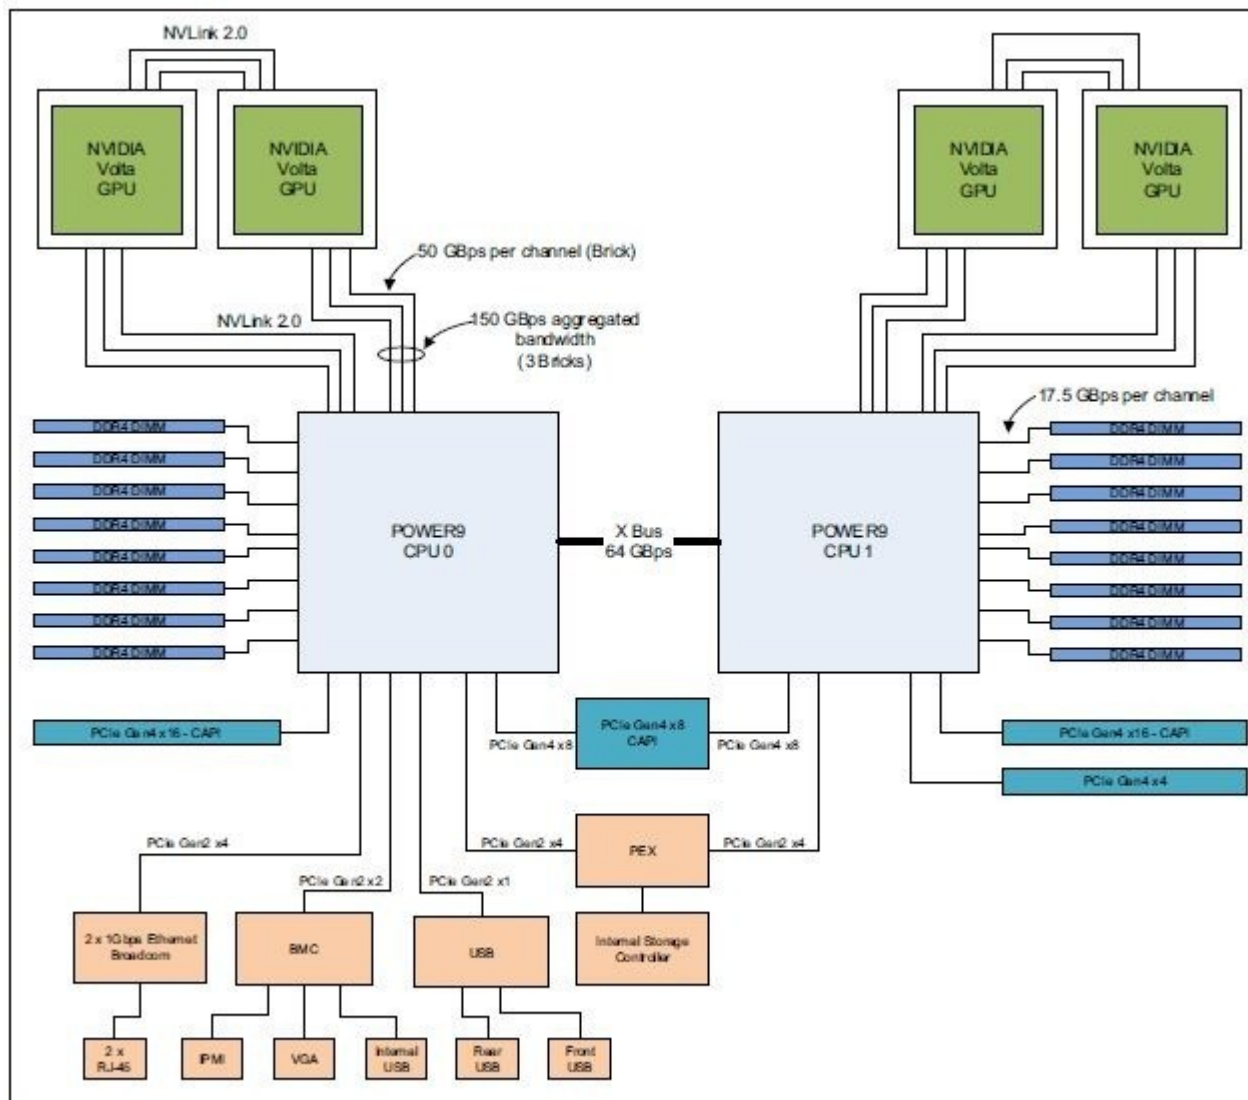 NVLink 2.0
NVIDIA
Volta
GPU
NVIDIA
Volta
GPU
NVIDIA
Volta
GPU
NVIDIA
Volta
GPU
50 GBps per channel (Brick)
NVLink 2.0
150 GBps aggregated
bandwidth
(3 Bricks)
17.5 GBps per channel
DDR4 DIMM
DDR4 DIMM
DDR4 DIMM
DDR4 DIMM
DDR4 DIMM
DDR4 DIMM
DDR4 DIMM
DDR4 DIMM
POWER9
CPU 0
X Bus
64 GBps
POWER9
CPU 1
DDR4 DIMM
DDR4 DIMM
DDR4 DIMM
DDR4 DIMM
DDR4 DIMM
DDR4 DIMM
DDR4 DIMM
DDR4 DIMM
PCIe Gen4 x16 - CAPI
PCIe Gen4 x8
PCIe Gen4 x8
CAPI
PCIe Gen4 x8
PCIe Gen4 x16 - CAPI
PCIe Gen4 x4
PCIe Gen2 x4
PCIe Gen2 x2
PCIe Gen2 x1
PCIe Gen2 x4
PEX
PCIe Gen2 x4
2 x 1Gbps Ethernet
Broadcom
BMC
USB
Internal Storage
Controller
2 x
RJ-45
IPMI
VGA
Internal
USB
Rear
USB
Front
USB